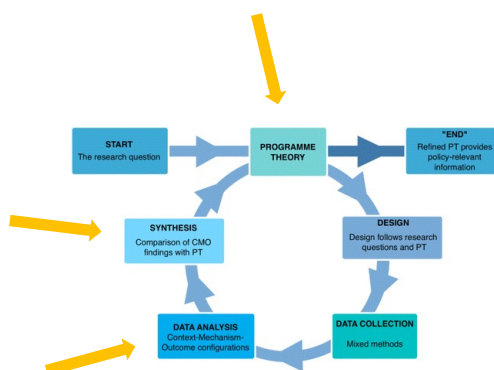 START
The research question
PROGRAMME
THEORY
"END"
Refined PT provides
policy-relevant
information
SYNTHESIS
Comparison of CMO
findings with PT
DESIGN
Design follows research
questions and PT
DATA ANALYSIS
Context-Mechanism-
Outcome configurations
DATA COLLECTION
Mixed methods